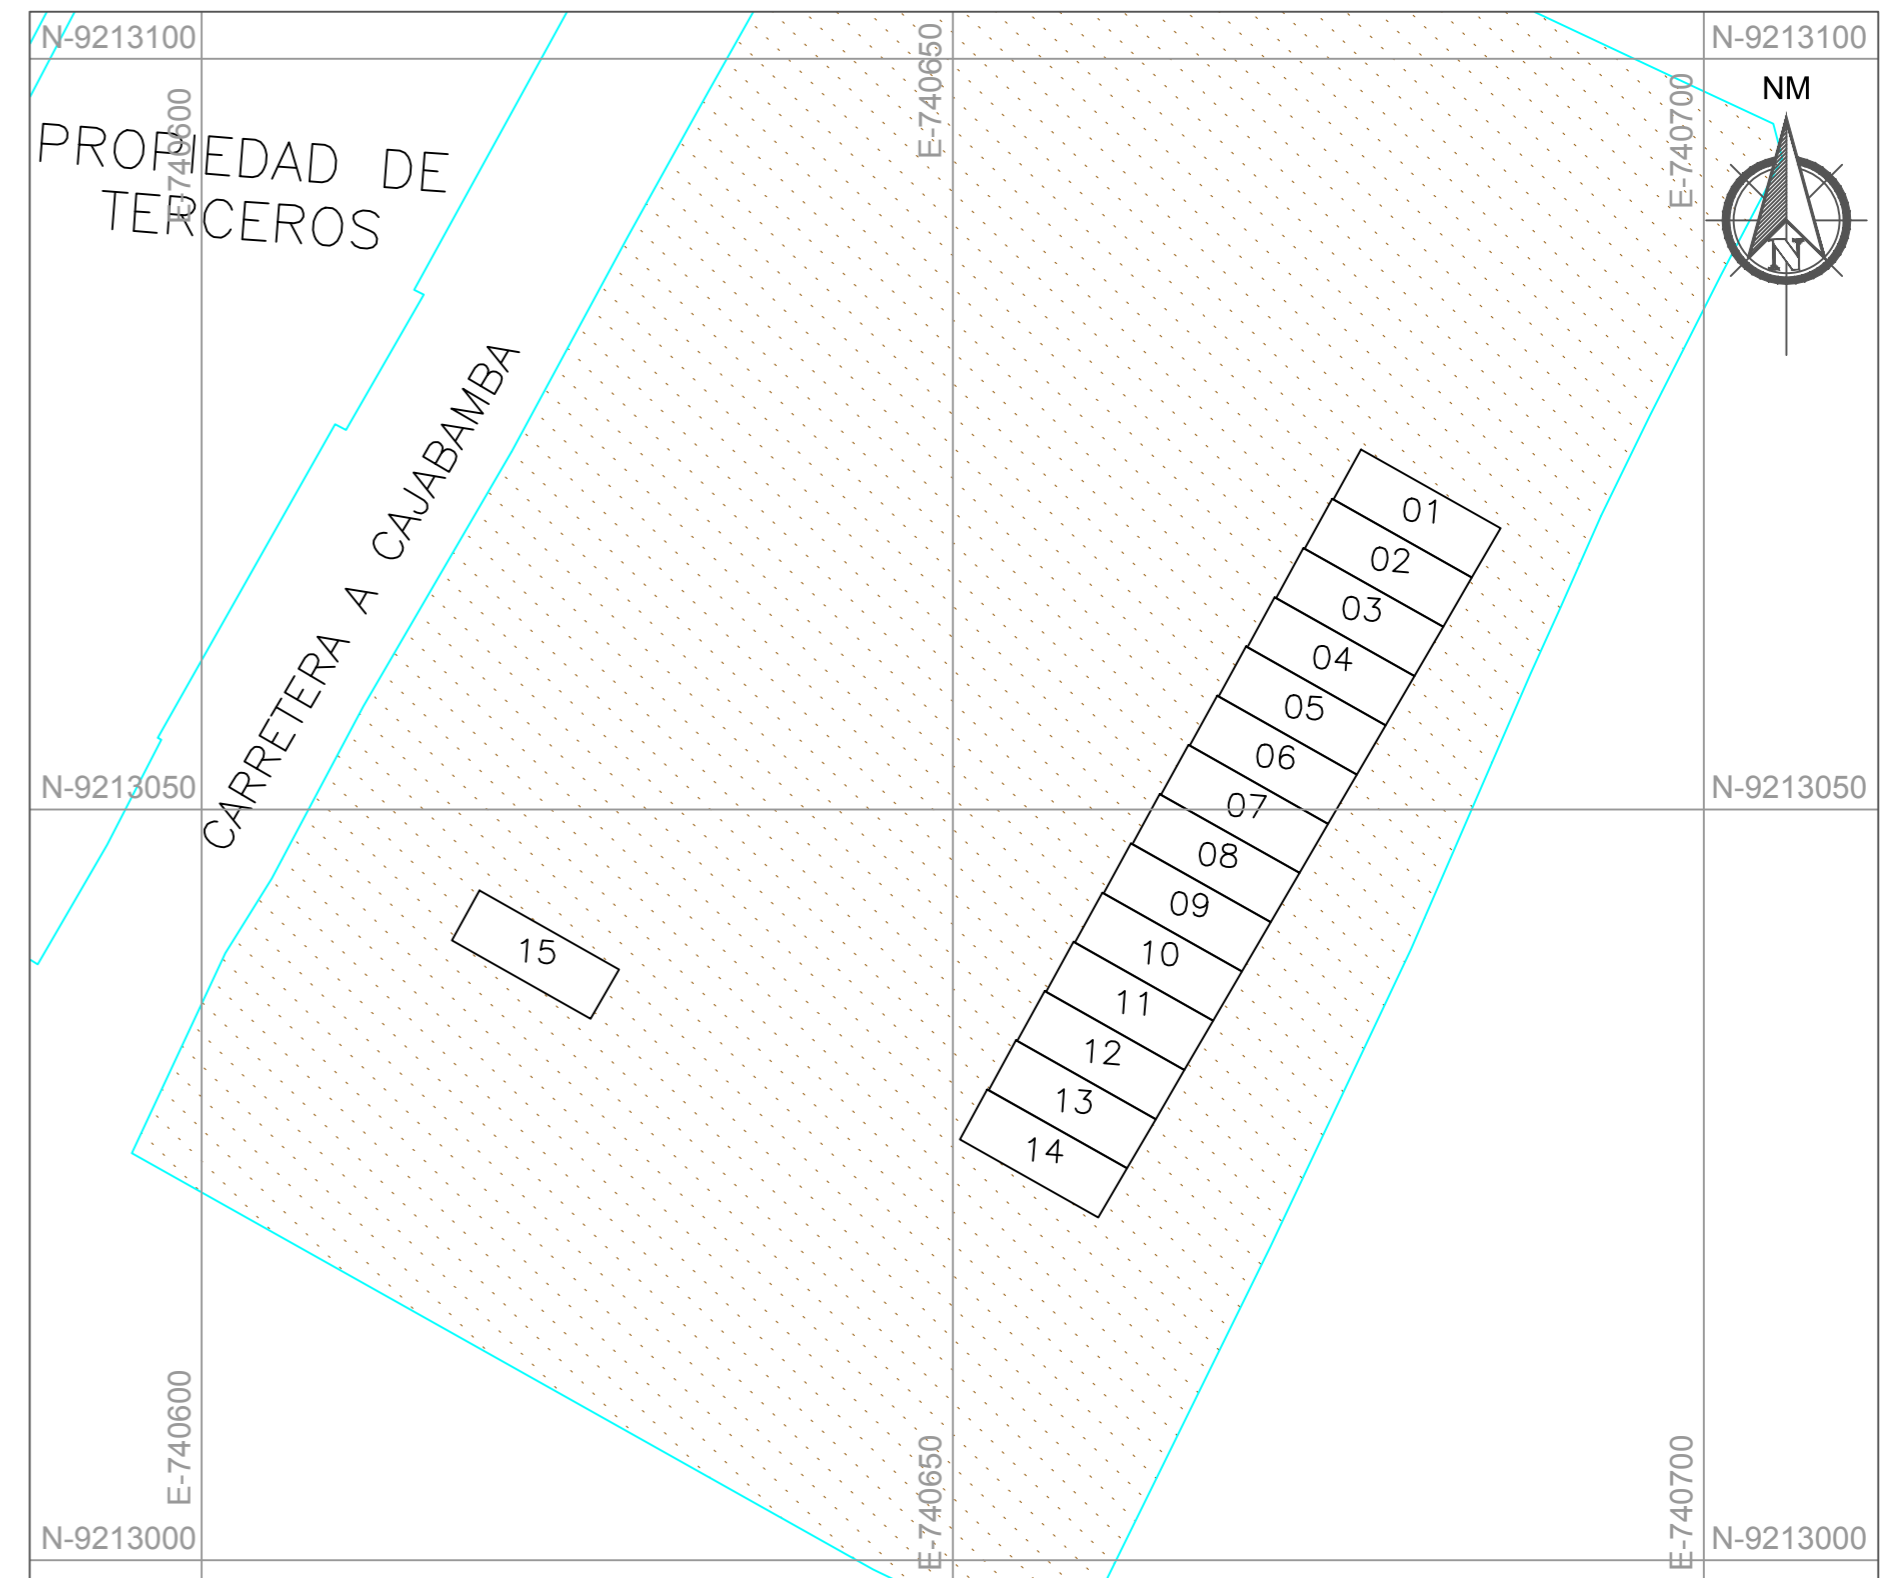 N-9213100
E-740650
N-9213100
E-740600
E-740700
NM
PROPIEDAD DE
TERCEROS
N
CARRETERA A CAJABAMBA
01
02
03
04
05
06
N-9213050
N-9213050
07
08
09
10
15
11
12
13
14
E-740600
E-740650
E-740700
N-9213000
N-9213000